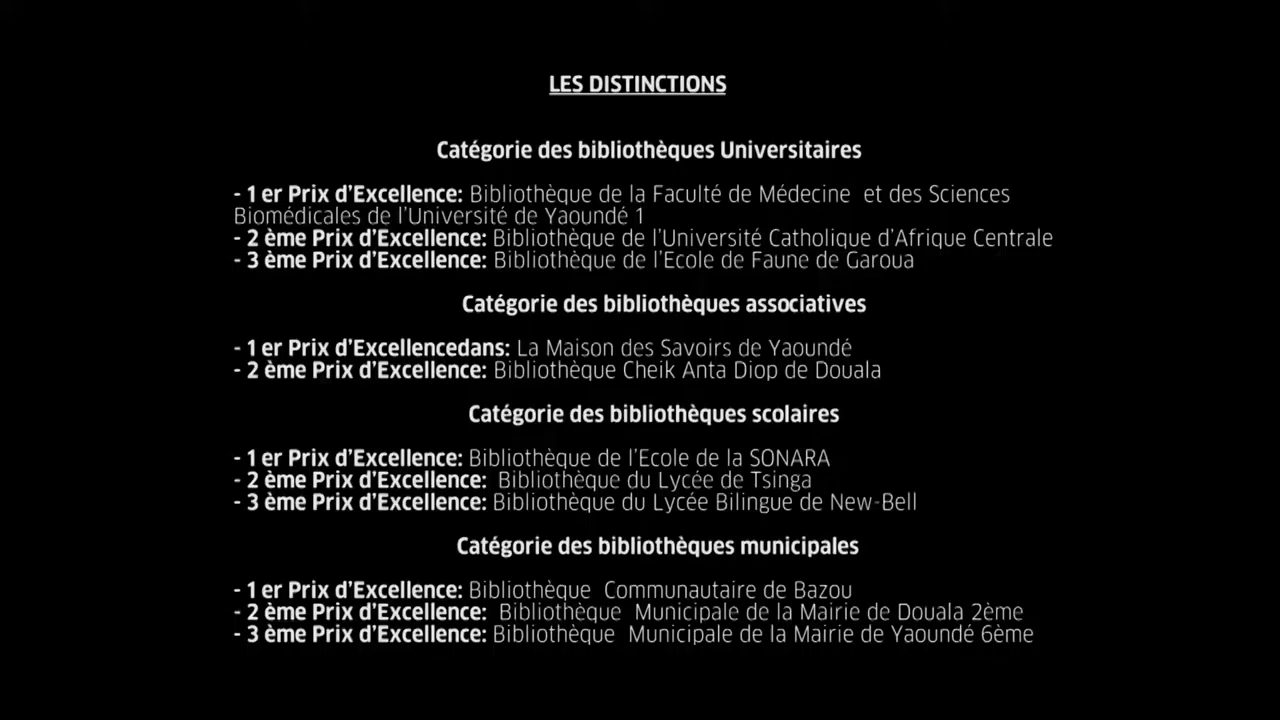 LES DISTINCTIONS
Catégorie des bibliothèques Universitaires
- 1 er Prix d'Excellence: Bibliothèque de la Faculté de Médecine  et des Sciences
Biomédicales de l'Université de Yaoundé 1
- 2 ème Prix d'Excellence: Bibliothèque de l'Université Catholique d'Afrique Centrale
- 3 ème Prix d'Excellence: Bibliothèque de l'Ecole de Faune de Garoua
Catégorie des bibliothèques associatives
- 1 er Prix d'Excellencedans: La Maison des Savoirs de Yaoundé
- 2 ème Prix d'Excellence: Bibliothèque Cheik Anta Diop de Douala
Catégorie des bibliothèques scolaires
- 1 er Prix d'Excellence: Bibliothèque de l'Ecole de la SONARA
- 2 ème Prix d'Excellence:  Bibliothèque du Lycée de Tsinga
- 3 ème Prix d'Excellence: Bibliothèque du Lycée Bilingue de New-Bell
Catégorie des bibliothèques municipales
- 1 er Prix d'Excellence: Bibliothèque  Communautaire de Bazou
- 2 ème Prix d'Excellence:  Bibliothèque  Municipale de la Mairie de Douala 2ème
- 3 ème Prix d'Excellence: Bibliothèque  Municipale de la Mairie de Yaoundé 6ème